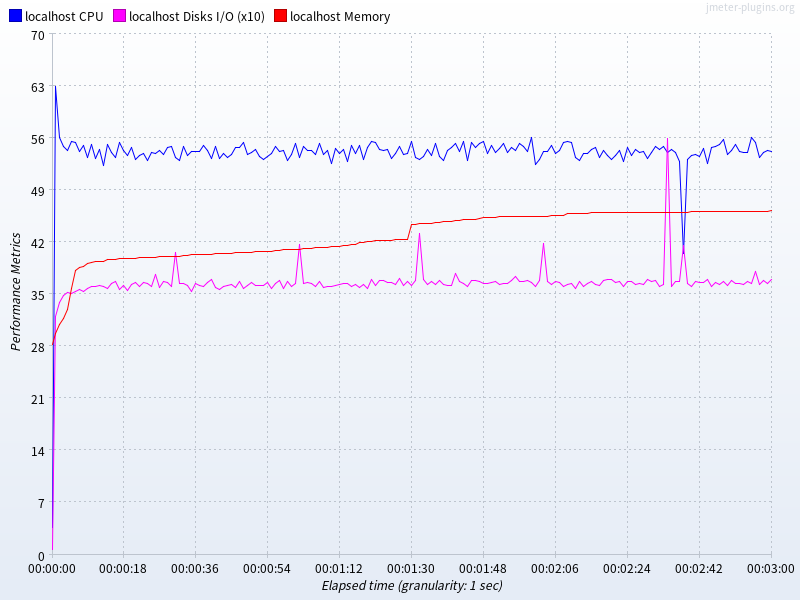 jmeter-plugins.org
localhost CPU localhost Disks I/O (x10) localhost Memory
Performance Metrics
70
63
56
49
42
35
28
21
14
7
0
00:00:00 00:00:18 00:00:36 00:00:54 00:01:12 00:01:30 00:01:48 00:02:06 00:02:24 00:02:42 00:03:00
Elapsed time (granularity: 1 sec)